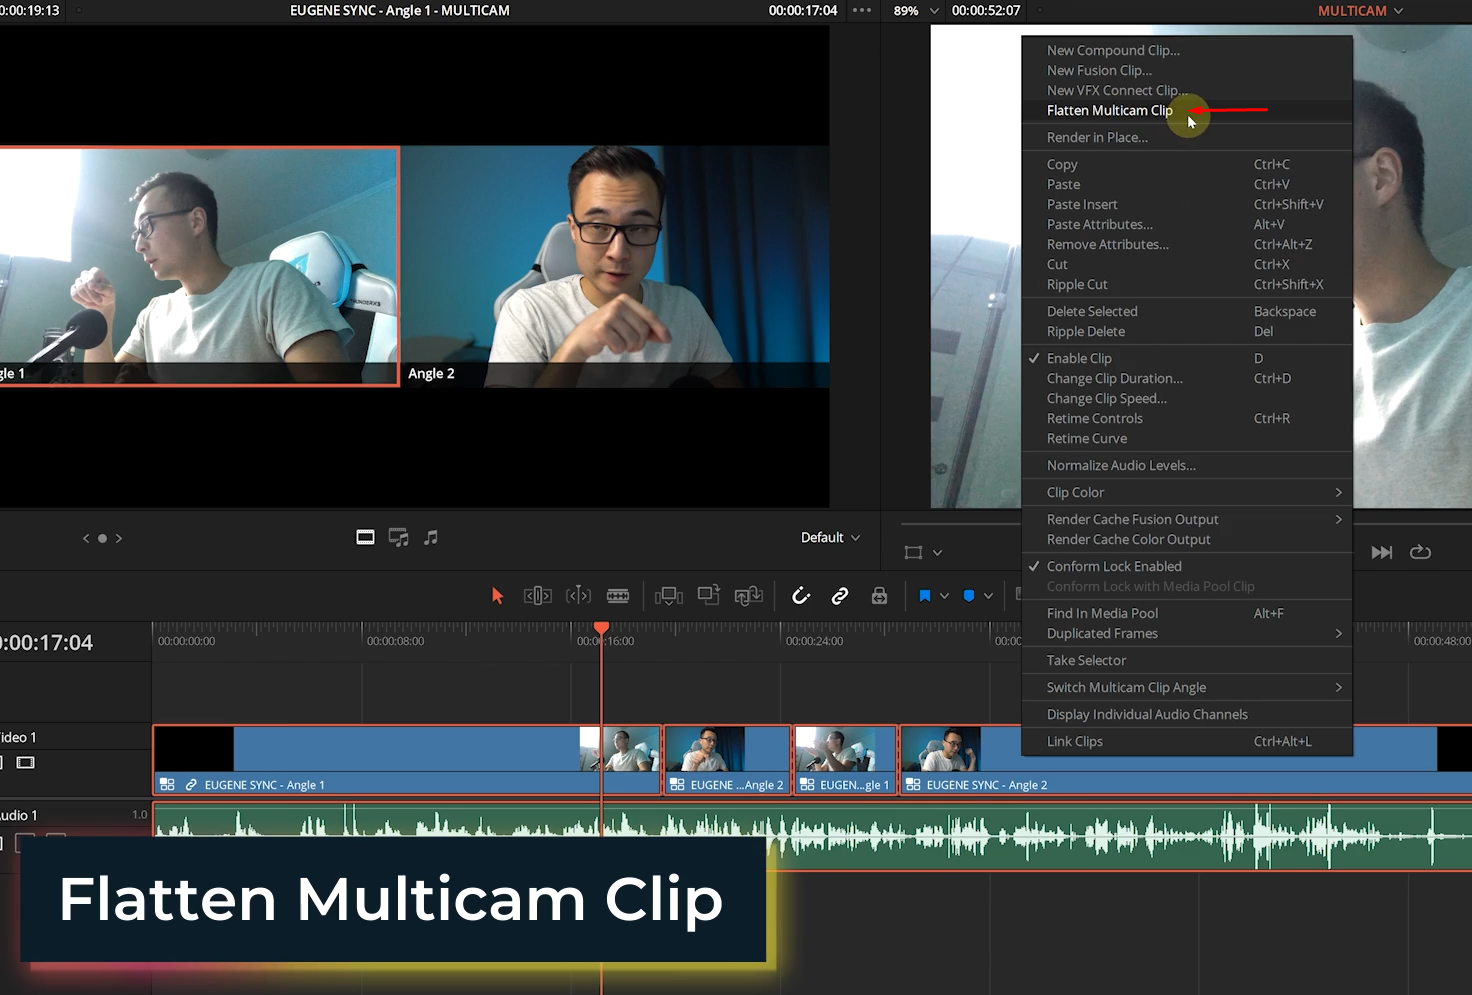 0:00:19:13
EUGENE SYNC - Angle 1 - MULTICAM
00:00:17:04
89%
00:00:52:07
MULTICAM
New Compound Clip...
New Fusion Clip...
New VFX Connect Clip...
Flatten Multicam Clip
Render in Place...
Copy Ctrl+C
Paste Ctrl+V
Paste Insert Ctrl+Shift+V
Paste Attributes... Alt+V
Remove Attributes... Ctrl+Alt+Z
Cut Ctrl+X
Ripple Cut Ctrl+Shift+X
Delete Selected Backspace
Ripple Delete Del
Enable Clip D
Change Clip Duration... Ctrl+D
Change Clip Speed...
Retime Controls Ctrl+R
Retime Curve
Normalize Audio Levels...
Clip Color
Render Cache Fusion Output
Render Cache Color Output
Conform Lock Enabled
Conform Lock with Media Pool Clip
Find In Media Pool Alt+F
Duplicated Frames
Take Selector
Switch Multicam Clip Angle
Display Individual Audio Channels
Link Clips Ctrl+Alt+L
THUNDERX3
gle 1
Angle 2
Default
0:00:17:04
00:00:00:00
00:00:08:00
00:00:16:00
00:00:24:00
00:00
00:00:48:00
ideo 1
EUGENE SYNC - Angle 1
EUGENE ...Angle 2
EUGEN...gle 1
EUGENE SYNC - Angle 2
udio 1
1.0
Flatten Multicam Clip